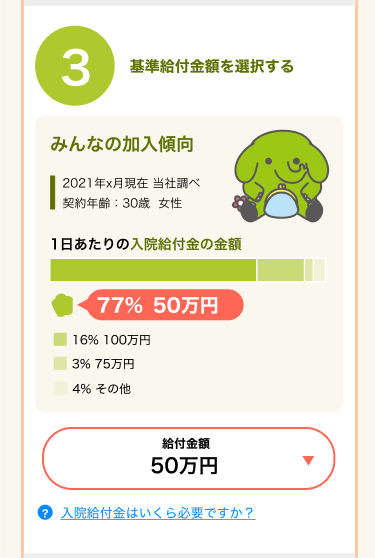 3
基準給付金額を選択する
みんなの加入傾向
2021年x月現在 当社調べ
契約年齢：30歳 女性
1日あたりの入院給付金の金額
77% 50万円
16% 100万円
3% 75万円
4% その他
給付金額
50万円
? 入院給付金はいくら必要ですか？